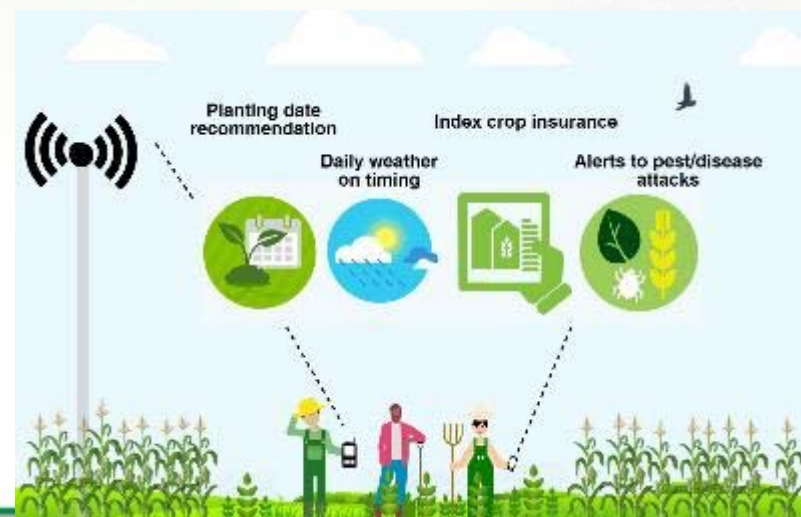 Planting date
recommendation
Daily weather
on timing
Index crop insurance
Alerts to pest/disease
attacks